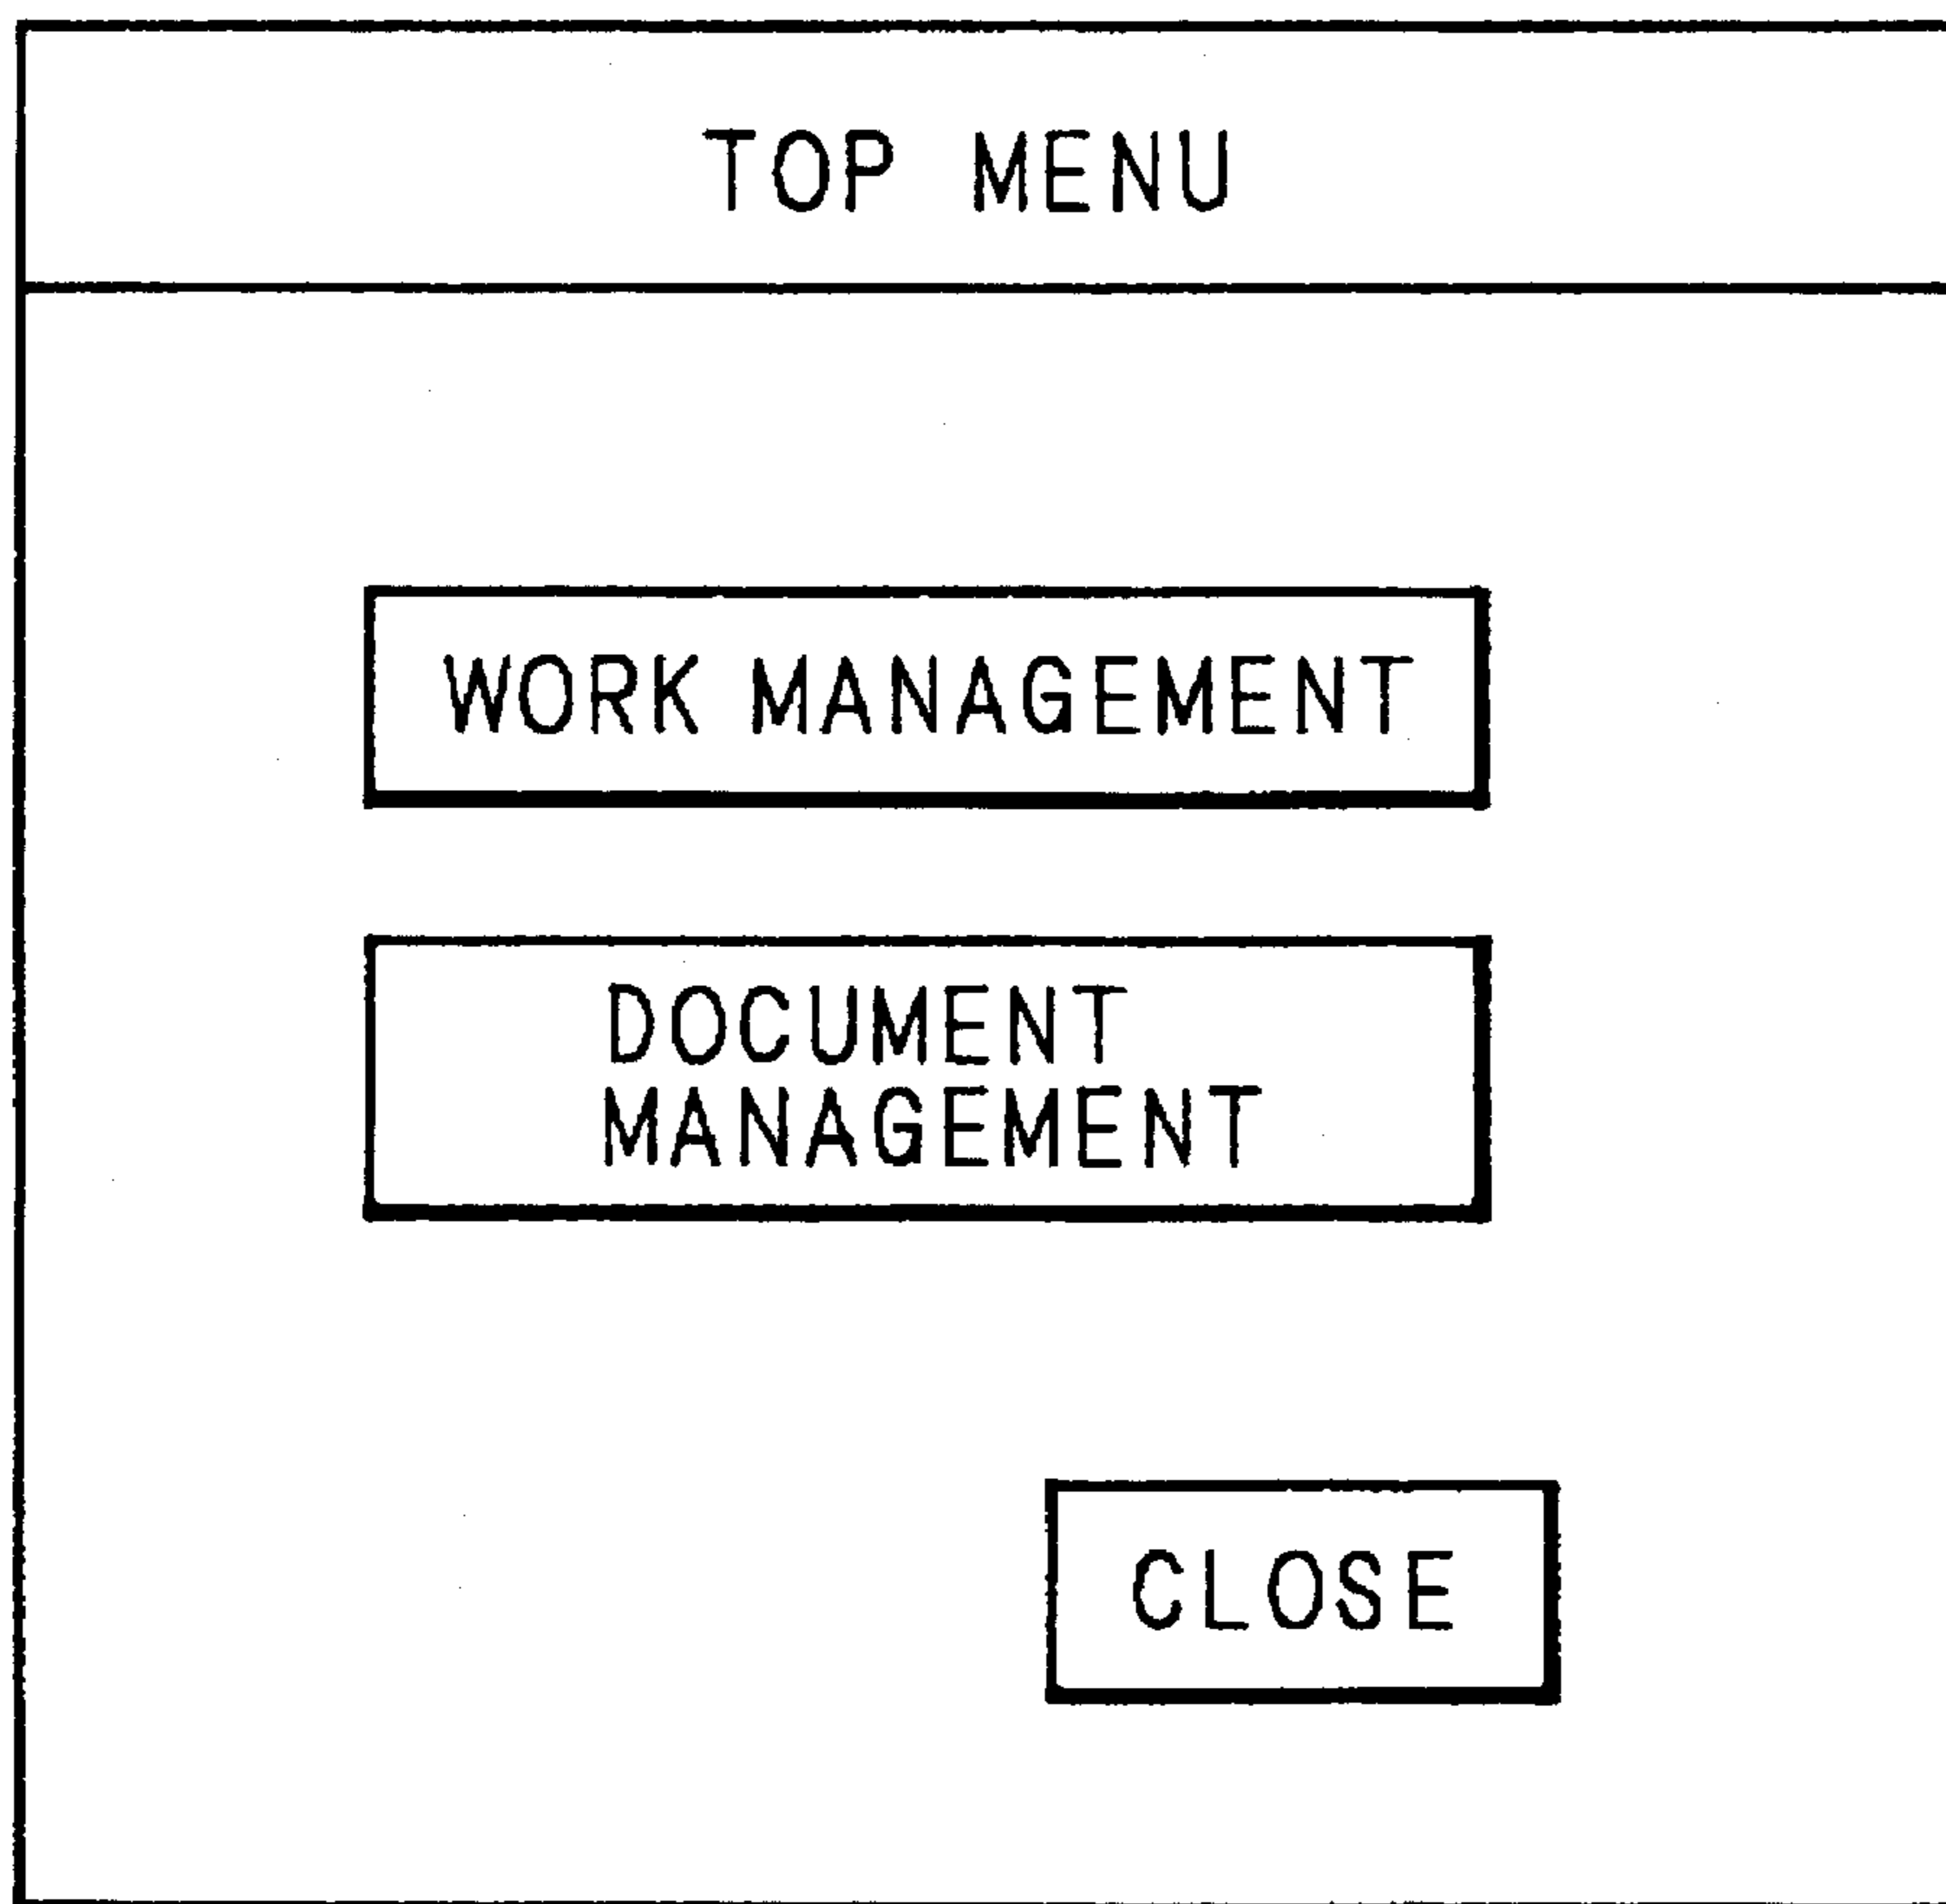 TOP MENU
WORK MANAGEMENT
DOCUMENT
MANAGEMENT
CLOSE